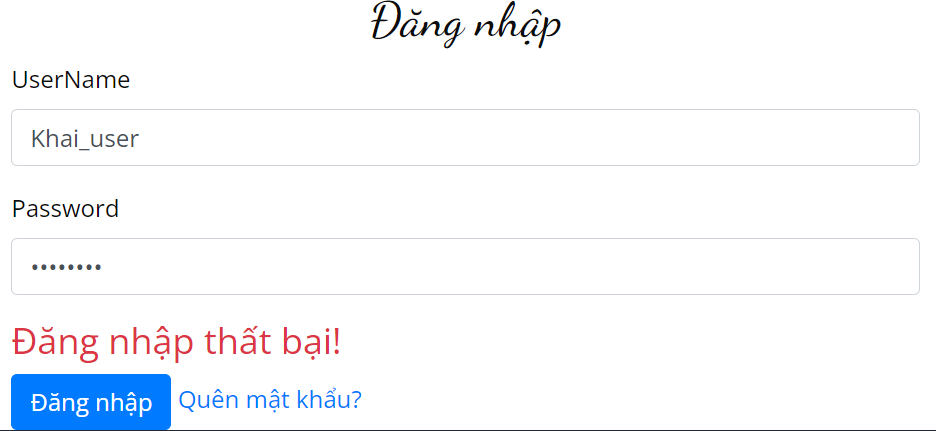 Đăng nhập
UserName
Khai_user
Password
••••••••
Đăng nhập thất bại!
Đăng nhập Quên mật khẩu?